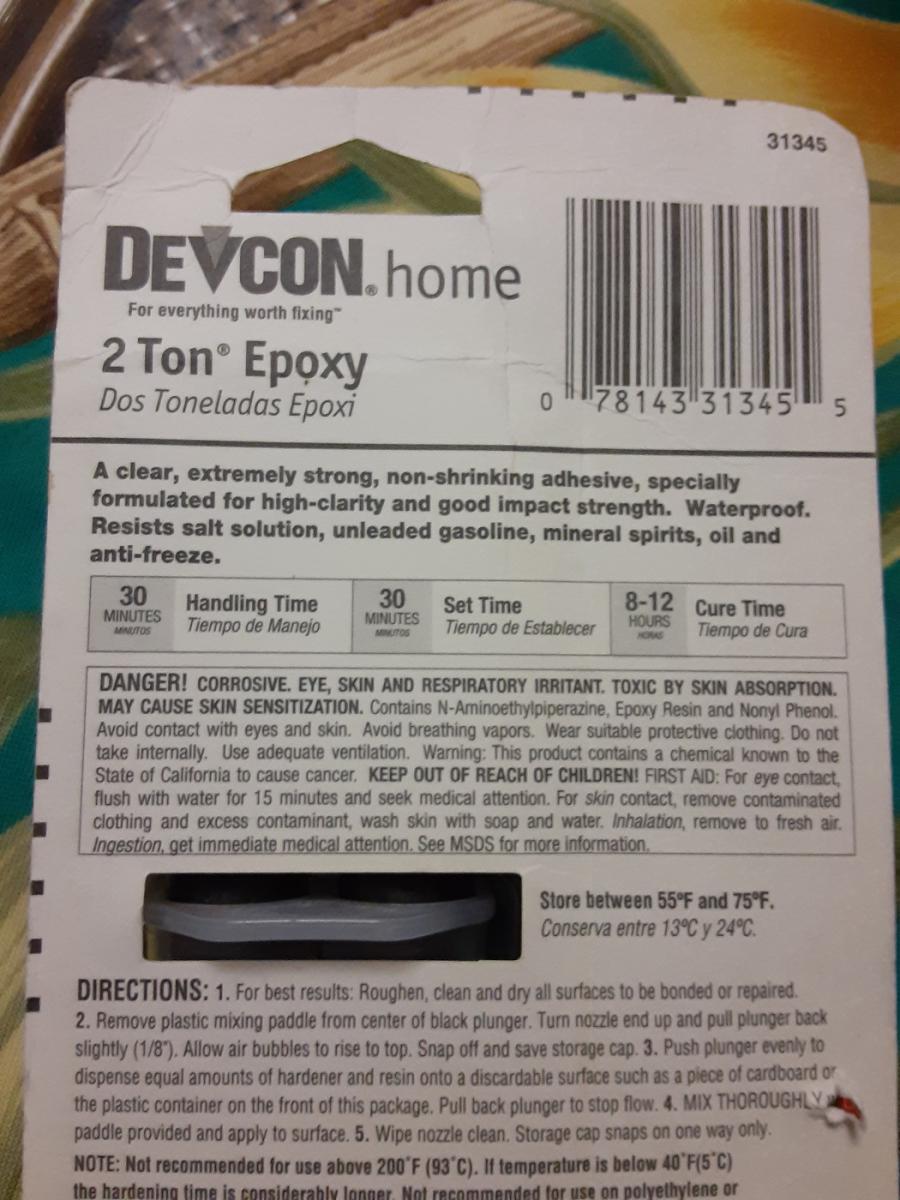 31345
DEVCON® home
For everything worth fixing™
2 Ton® Epoxy
Dos Toneladas Epoxi
0 78143 31345 5
A clear, extremely strong, non-shrinking adhesive, specially
formulated for high-clarity and good impact strength. Waterproof.
Resists salt solution, unleaded gasoline, mineral spirits, oil and
anti-freeze.
30 MINUTES MINUTOS Handling Time Tiempo de Manejo
30 MINUTES MINUTOS Set Time Tiempo de Establecer
8-12 HOURS HORAS Cure Time Tiempo de Cura
DANGER! CORROSIVE. EYE, SKIN AND RESPIRATORY IRRITANT. TOXIC BY SKIN ABSORPTION.
MAY CAUSE SKIN SENSITIZATION. Contains N-Aminoethylpiperazine, Epoxy Resin and Nonyl Phenol.
Avoid contact with eyes and skin. Avoid breathing vapors. Wear suitable protective clothing. Do not
take internally. Use adequate ventilation. Warning: This product contains a chemical known to the
State of California to cause cancer. KEEP OUT OF REACH OF CHILDREN! FIRST AID: For eye contact,
flush with water for 15 minutes and seek medical attention. For skin contact, remove contaminated
clothing and excess contaminant, wash skin with soap and water. Inhalation, remove to fresh air.
Ingestion, get immediate medical attention. See MSDS for more information.
Store between 55ºF and 75ºF.
Conserva entre 13ºC y 24ºC.
DIRECTIONS: 1. For best results: Roughen, clean and dry all surfaces to be bonded or repaired.
2. Remove plastic mixing paddle from center of black plunger. Turn nozzle end up and pull plunger back
slightly (1/8"). Allow air bubbles to rise to top. Snap off and save storage cap. 3. Push plunger evenly to
dispense equal amounts of hardener and resin onto a discardable surface such as a piece of cardboard or
the plastic container on the front of this package. Pull back plunger to stop flow. 4. MIX THOROUGHLY
paddle provided and apply to surface. 5. Wipe nozzle clean. Storage cap snaps on one way only.
NOTE: Not recommended for use above 200°F (93°C). If temperature is below 40°F(5°C)
the hardening time is considerably longer. Not recommended for use on polyethylene or